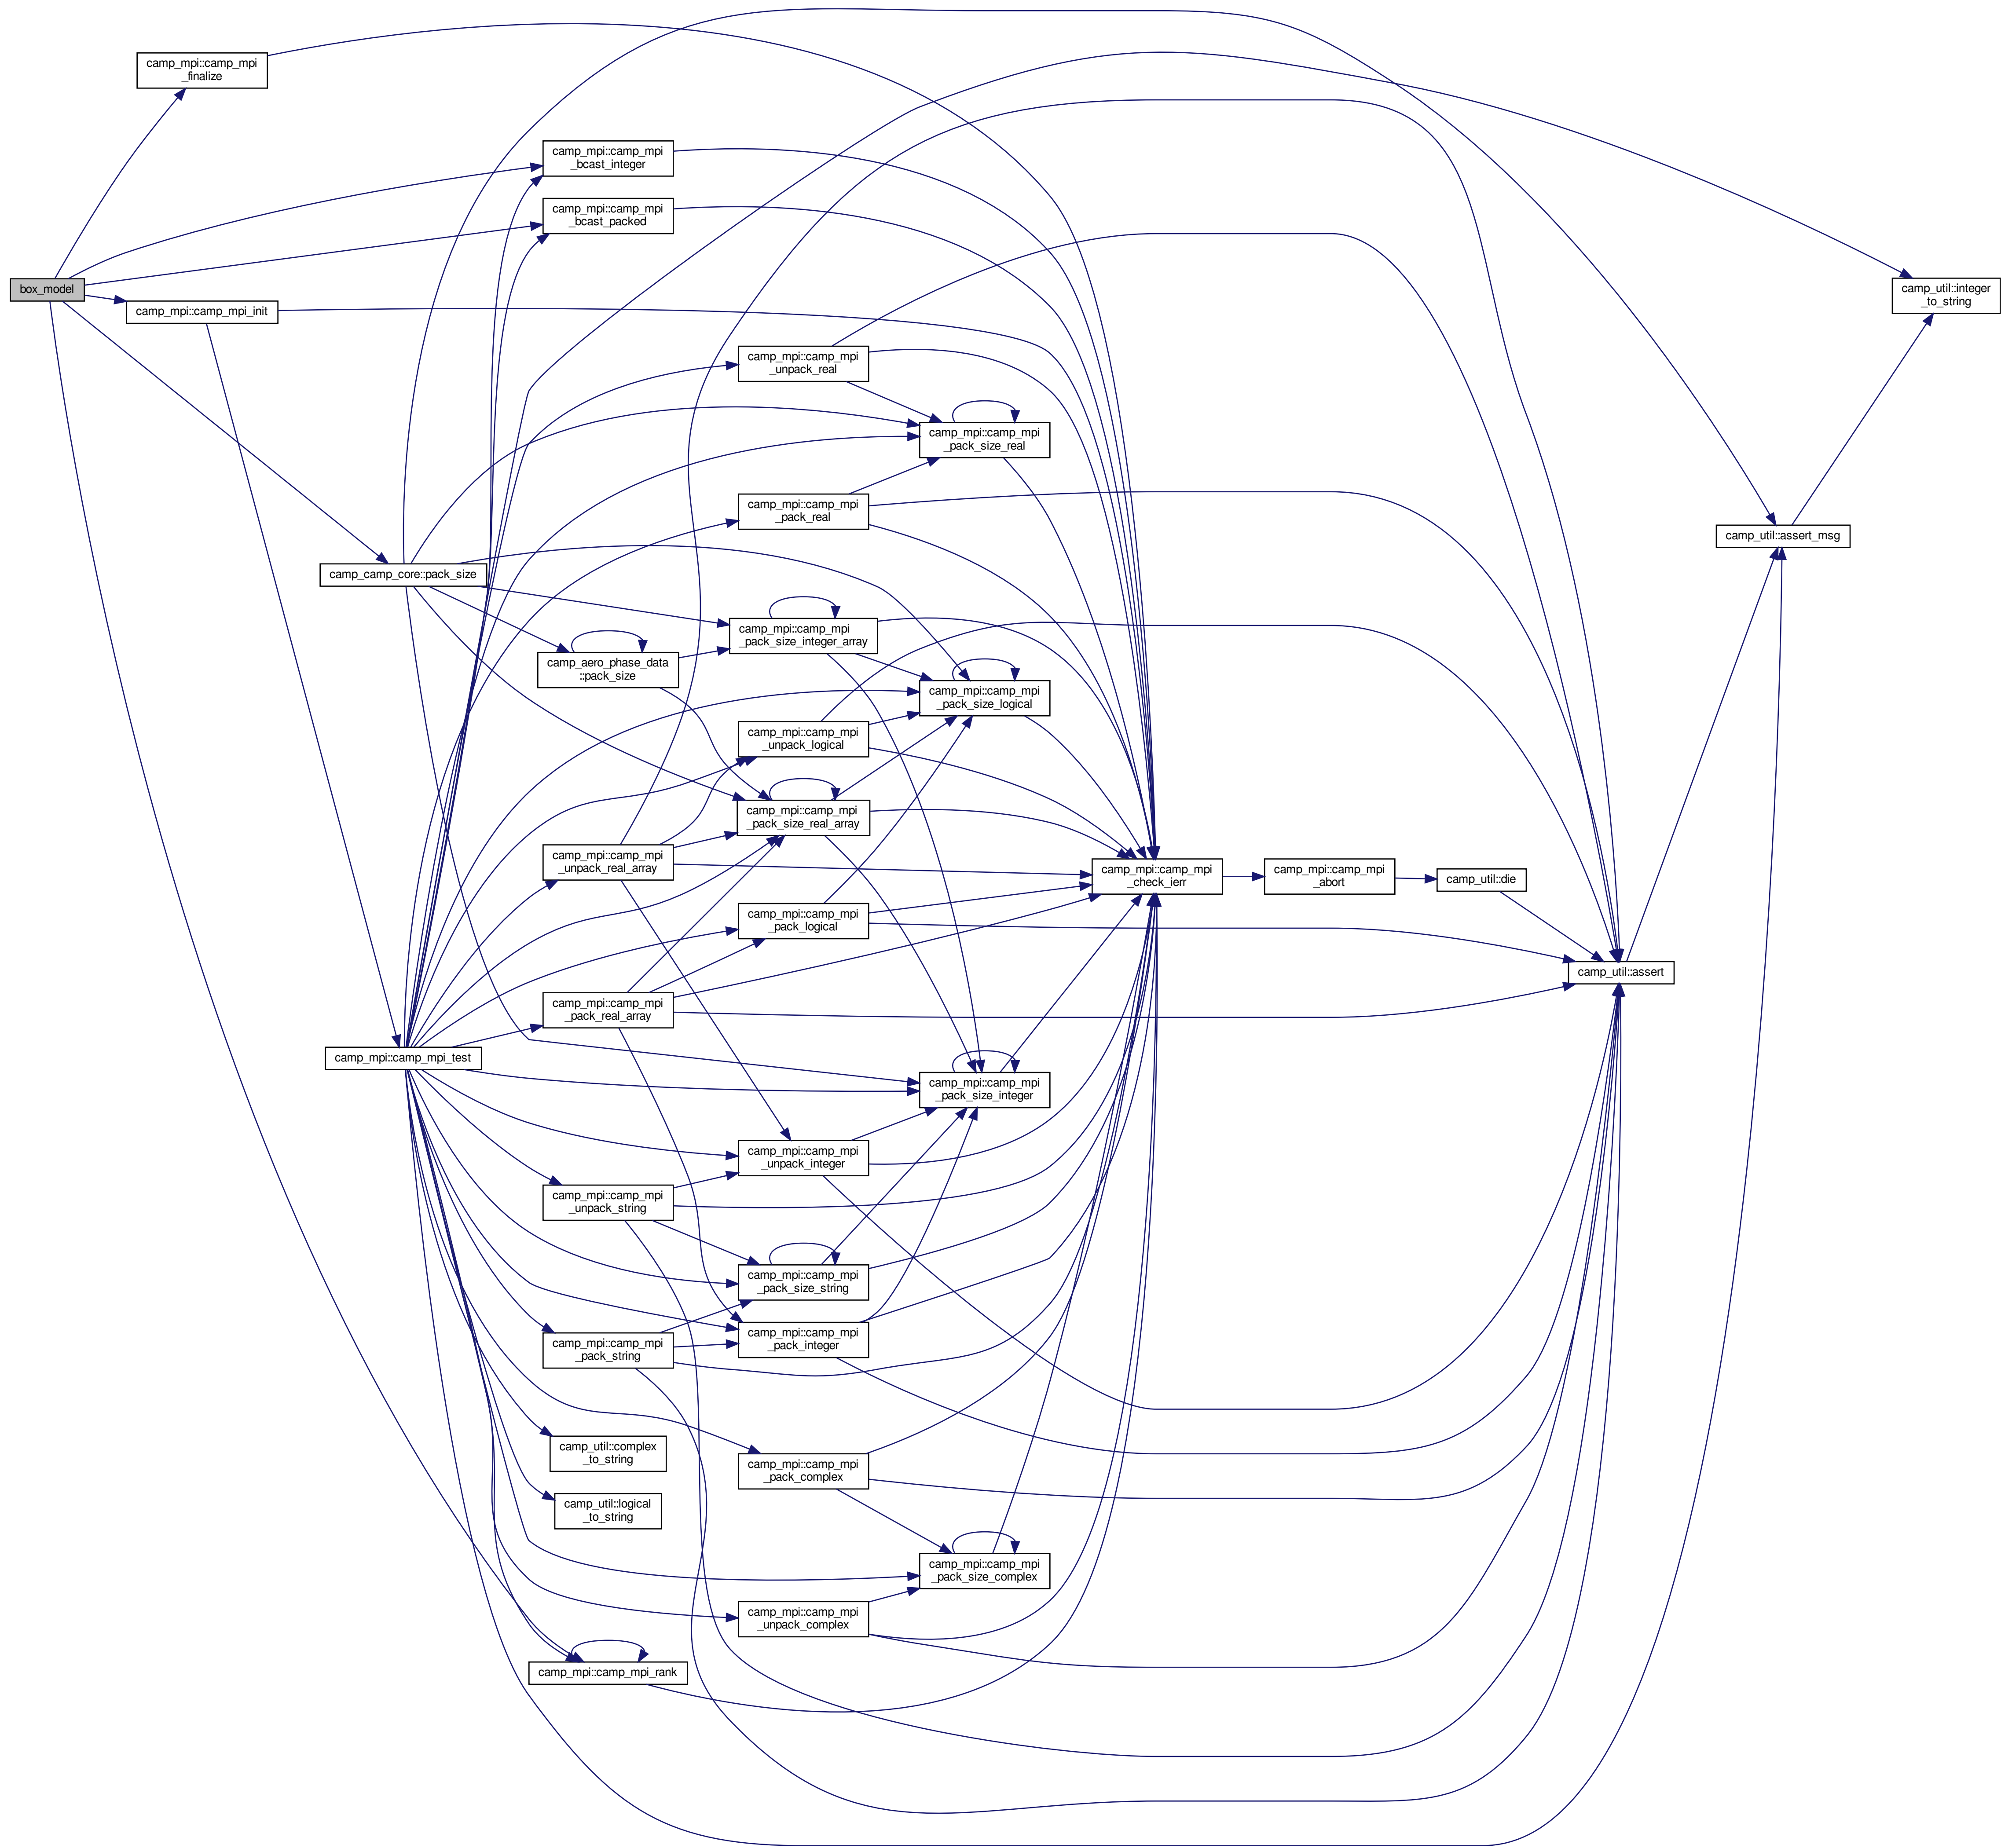 camp_mpi::camp_mpi
_finalize
camp_mpi::camp_mpi
_bcast_integer
camp_mpi::camp_mpi
_bcast_packed
box_model
camp_mpi::camp_mpi_init
camp_util::integer
_to_string
camp_mpi::camp_mpi
_unpack_real
camp_mpi::camp_mpi
_pack_size_real
camp_mpi::camp_mpi
_pack_real
camp_util::assert_msg
camp_camp_core::pack_size
camp_mpi::camp_mpi
_pack_size_integer_array
camp_aero_phase_data
::pack_size
camp_mpi::camp_mpi
_pack_size_logical
camp_mpi::camp_mpi
_unpack_logical
camp_mpi::camp_mpi
_pack_size_real_array
camp_mpi::camp_mpi
_unpack_real_array
camp_mpi::camp_mpi
_check_ierr
camp_mpi::camp_mpi
_abort
camp_util::die
camp_mpi::camp_mpi
_pack_logical
camp_util::assert
camp_mpi::camp_mpi
_pack_real_array
camp_mpi::camp_mpi_test
camp_mpi::camp_mpi
_pack_size_integer
camp_mpi::camp_mpi
_unpack_integer
camp_mpi::camp_mpi
_unpack_string
camp_mpi::camp_mpi
_pack_size_string
camp_mpi::camp_mpi
_pack_integer
camp_mpi::camp_mpi
_pack_string
camp_util::complex
_to_string
camp_mpi::camp_mpi
_pack_complex
camp_util::logical
_to_string
camp_mpi::camp_mpi
_pack_size_complex
camp_mpi::camp_mpi
_unpack_complex
camp_mpi::camp_mpi_rank